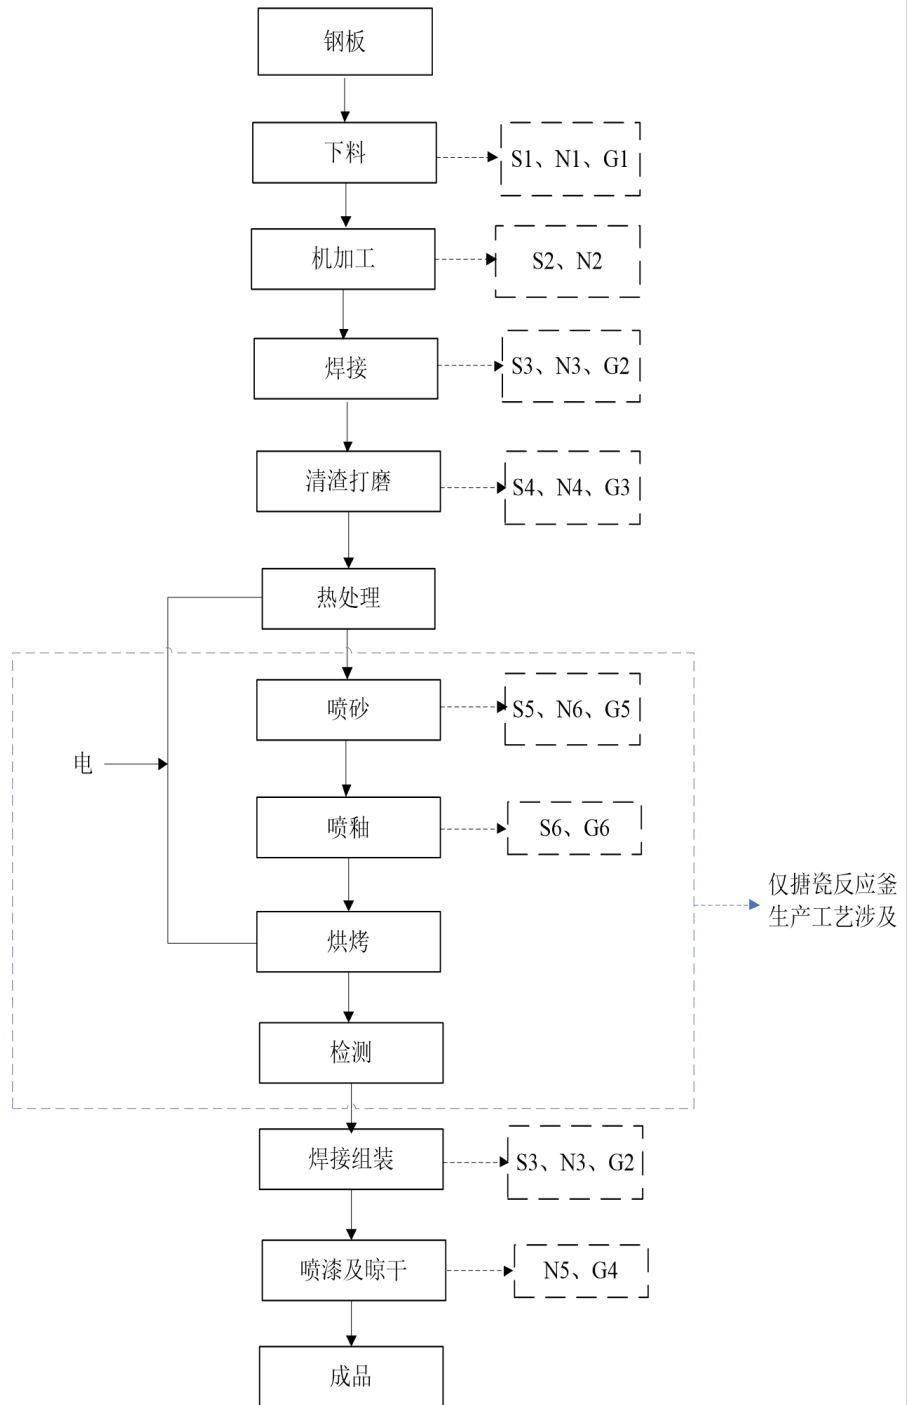 钢板
下料
S1、N1、G1
机加工
S2、N2
焊接
S3、N3、G2
清渣打磨
S4、N4、G3
热处理
喷砂
S5、N6、G5
电
喷釉
S6、G6
仅搪瓷反应釜
生产工艺涉及
烘烤
检测
焊接组装
S3、N3、G2
喷漆及晾干
N5、G4
成品